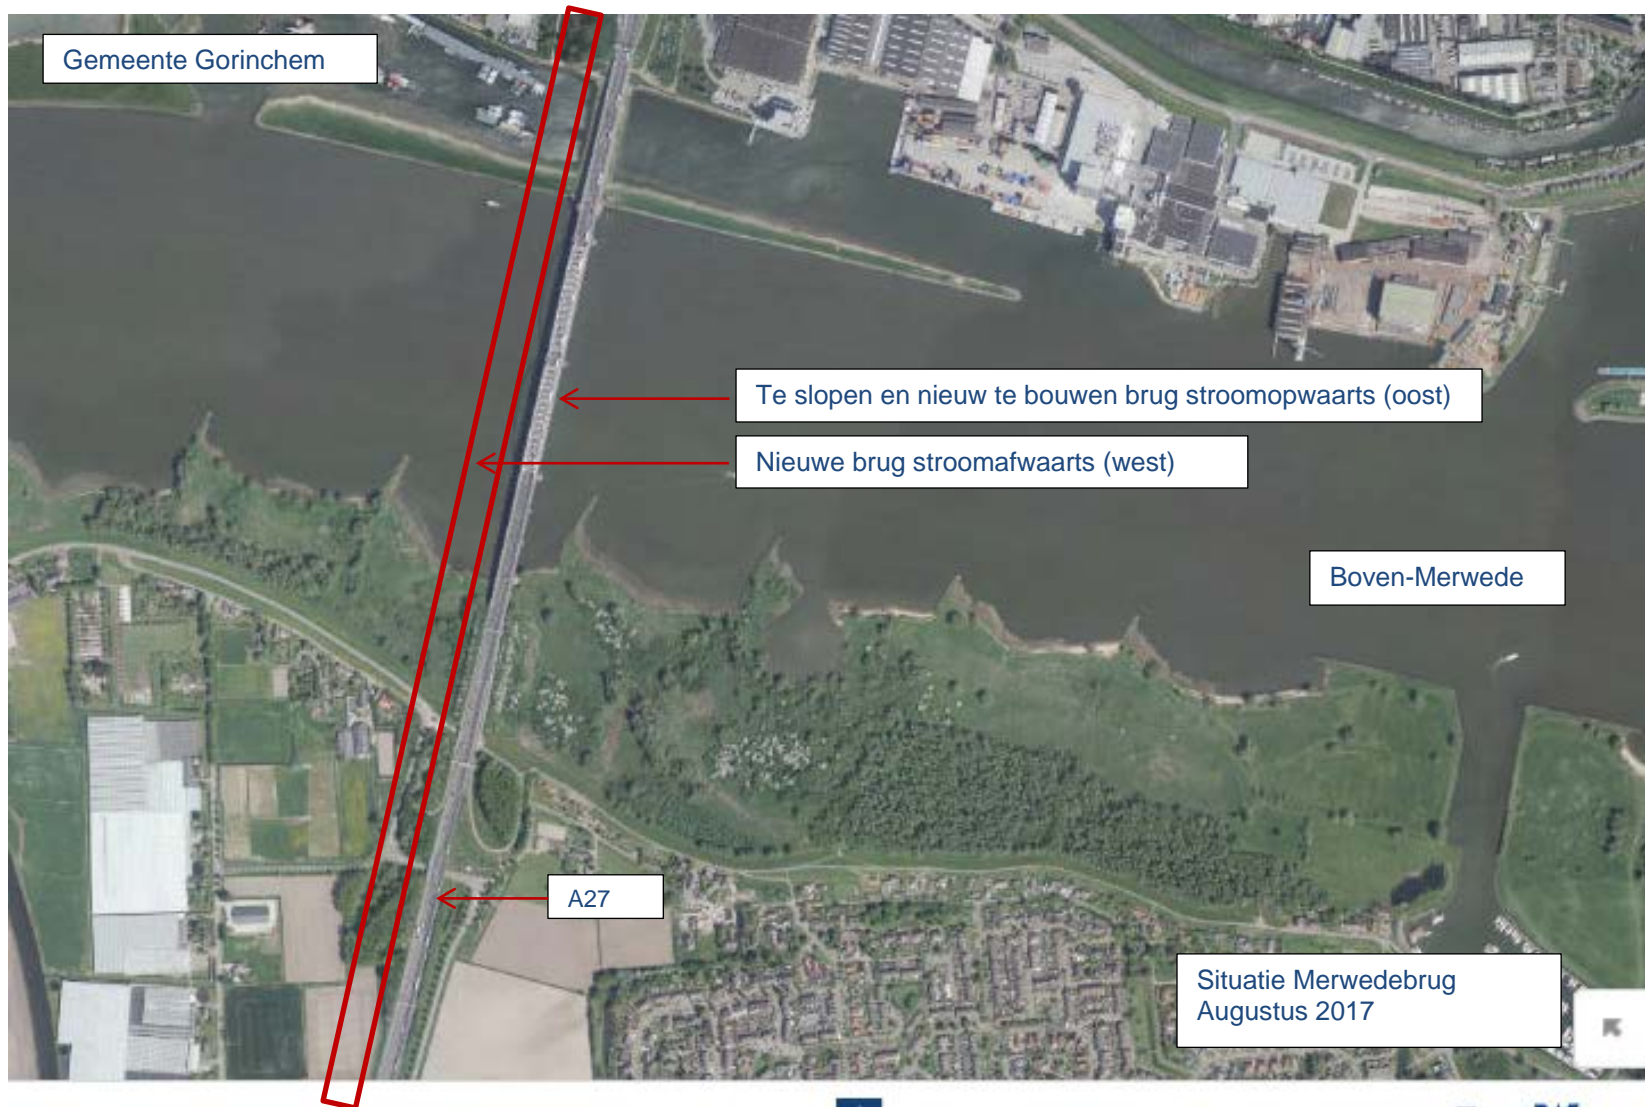 Gemeente Gorinchem
Te slopen en nieuw te bouwen brug stroomopwaarts (oost)
Nieuwe brug stroomafwaarts (west)
Boven-Merwede
A27
Situatie Merwedebrug
Augustus 2017